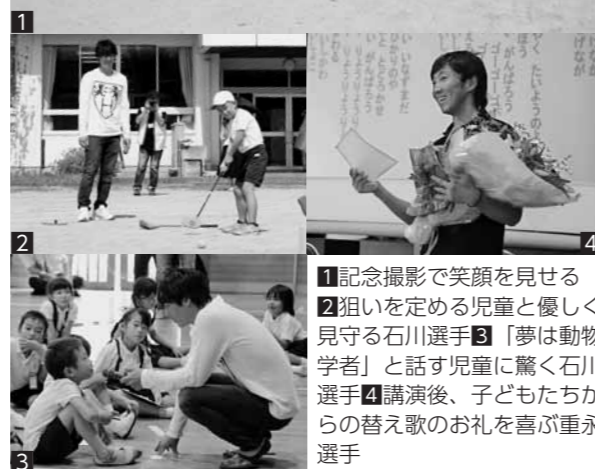 1
2
3
4
1記念撮影で笑顔を見せる
2狙いを定める児童と優しく
見守る石川選手3「夢は動物
学者」と話す児童に驚く石川
選手4講演後、子どもたちか
らの替え歌のお礼を喜ぶ重永
選手